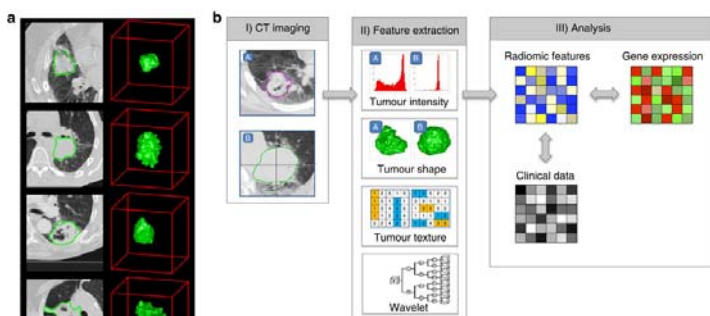 a
b
I) CT imaging
A
B
II) Feature extraction
A
B
Tumour intensity
A
B
Tumour shape
Tumour texture
Wavelet
III) Analysis
Radiomic features
Gene expression
Clinical data